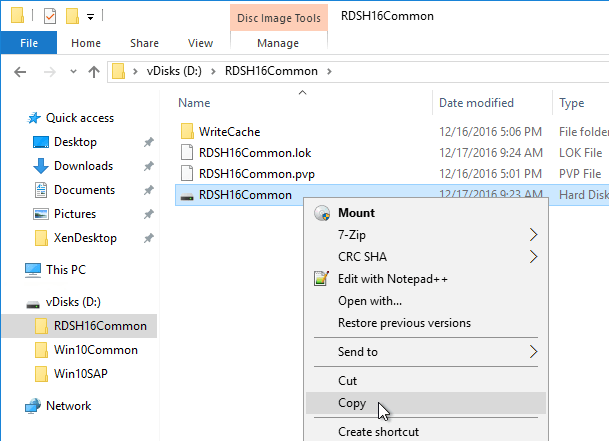 Disc Image Tools
RDSH16Common
File
Home
Share
View
Manage
vDisks (D:)
RDSH16Common
Name
Date modified
Type
Quick access
Desktop
Downloads
Documents
Pictures
XenDesktop
This PC
vDisks (D:)
RDSH16Common
Win10Common
Win10SAP
Network
WriteCache 12/16/2016 5:06 PM File folder
RDSH16Common.lok 12/17/2016 9:24 AM LOK File
RDSH16Common.pvp 12/16/2016 5:01 PM PVP File
RDSH16Common 12/17/2016 9:23 AM Hard Disk
Mount
7-Zip
CRC SHA
Edit with Notepad++
Open with...
Restore previous versions
Send to
Cut
Copy
Create shortcut